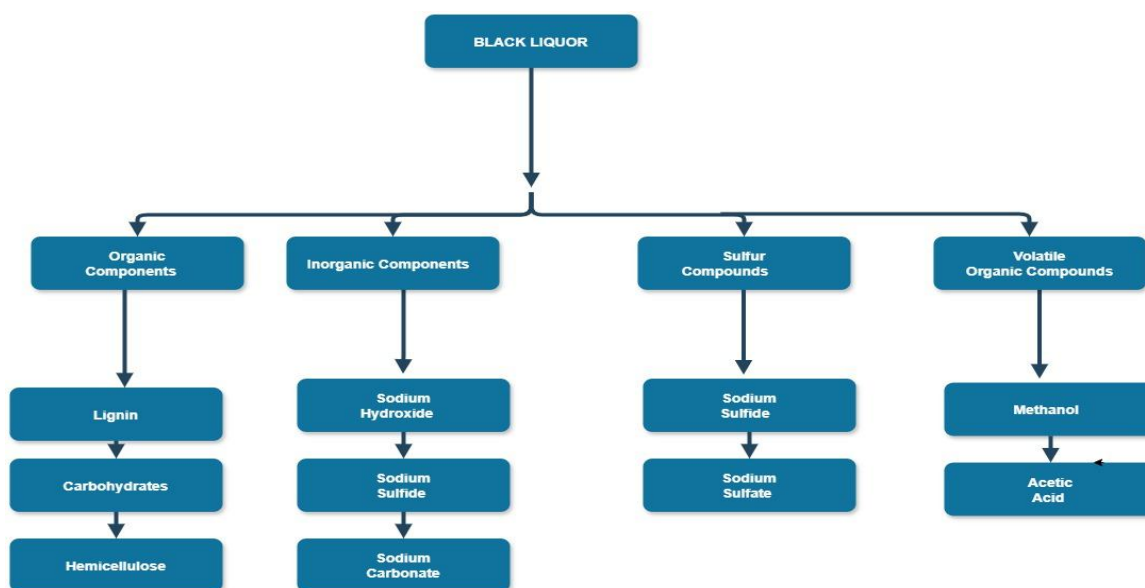 BLACK LIQUOR
Organic
Components
Inorganic Components
Sulfur
Compounds
Volatile
Organic Compounds
Lignin
Sodium
Hydroxide
Sodium
Sulfide
Methanol
Carbohydrates
Sodium
Sulfide
Sodium
Sulfate
Acetic
Acid
Hemicellulose
Sodium
Carbonate